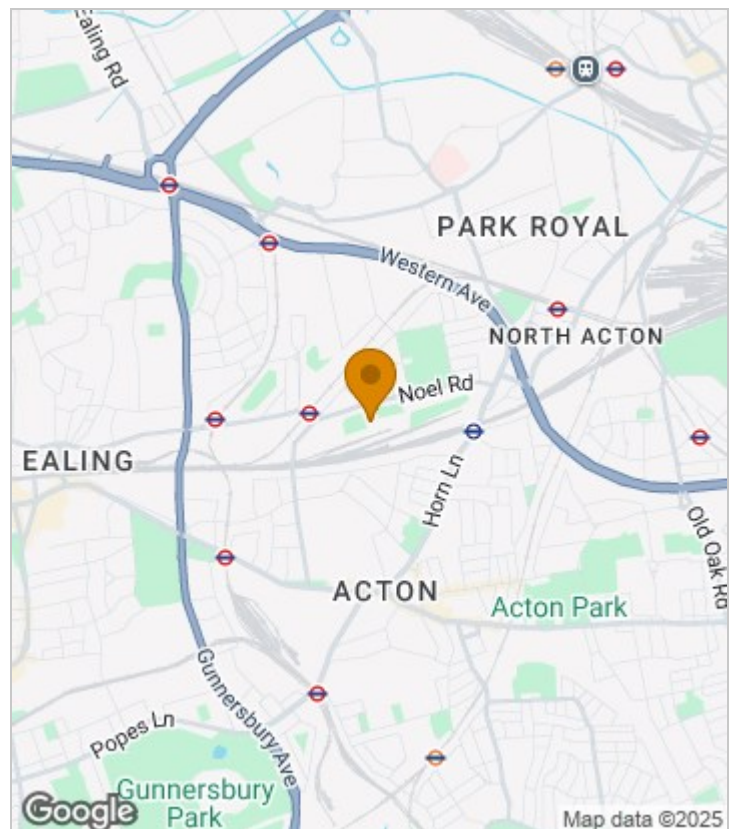 Ealing Rd
PARK ROYAL
Western Ave
NORTH ACTON
Noel Rd
EALING
Horn Ln
Old Oak Rd
ACTON
Acton Park
Gunnersbury Ave
Popes Ln
Gunnersbury
Park
Google
Map data ©2025